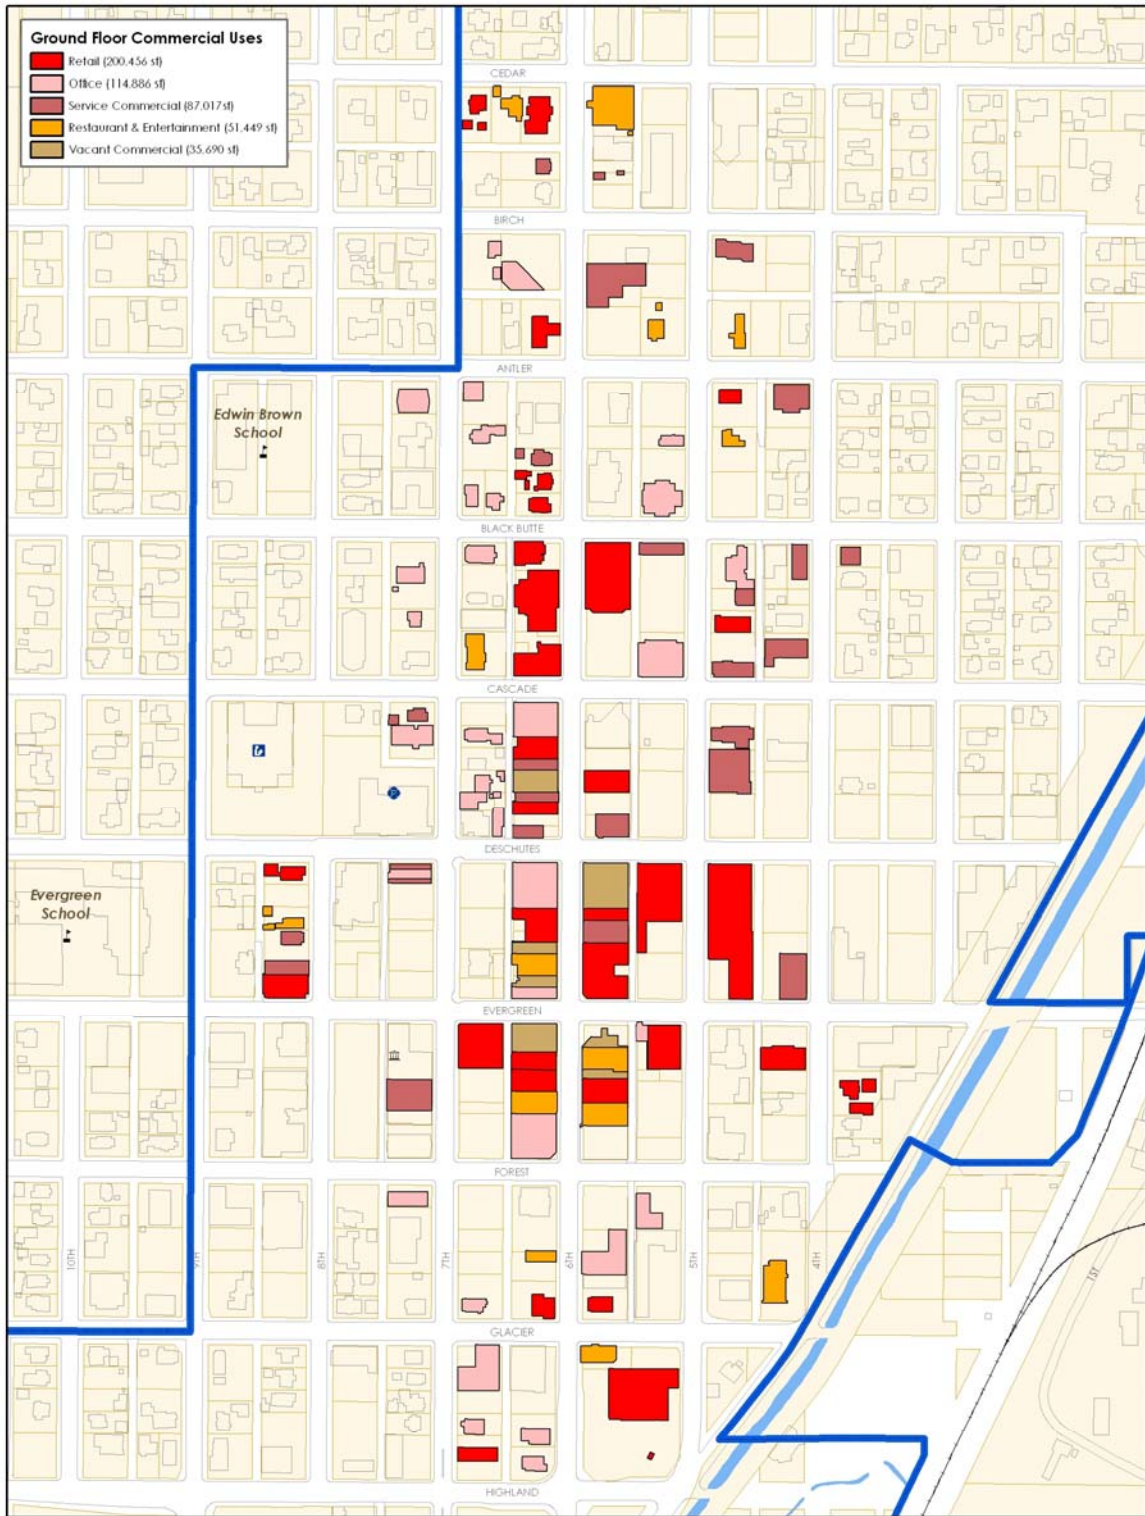 Ground Floor Commercial Uses
Retail (200,456 sf)
Office (114,886 sf)
Service Commercial (87,017sf)
Restaurant & Entertainment (51,449 sf)
Vacant Commercial (35,690 sf)
CEDAR
BIRCH
ANTLER
Edwin Brown
School
BLACK BUTTE
CASCADE
DESCHUTES
Evergreen
School
EVERGREEN
FOREST
10TH
9TH
8TH
7TH
6TH
5TH
4TH
1ST
GLACIER
HIGHLAND